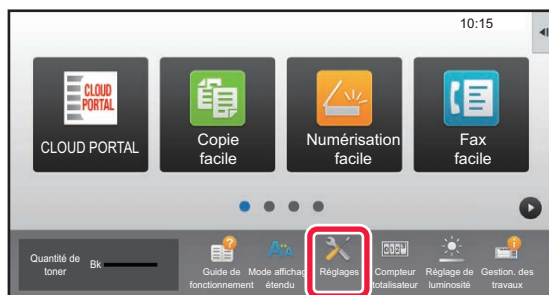 10:15
CLOUD
PORTAL
CLOUD PORTAL
Copie
facile
Numérisation
facile
Fax
facile
Quantité de
toner
Bk
Guide de
fonctionnement
Mode affichage
étendu
Réglages
Compteur
totalisateur
Réglage de
luminosité
Gestion. des
travaux